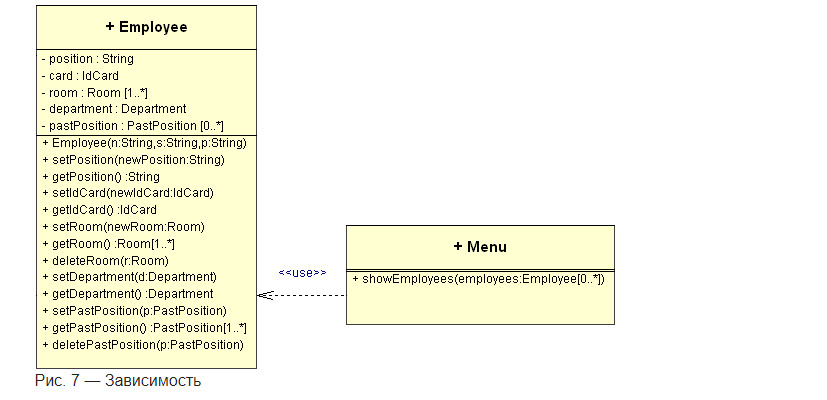 + Employee
- position : String
- card : IdCard
- room : Room [1..*]
- department : Department
- pastPosition : PastPosition [0..*]
+ Employee(n:String,s:String,p:String)
+ setPosition(newPosition:String)
+ getPosition() :String
+ setIdCard(newIdCard:IdCard)
+ getIdCard() :IdCard
+ setRoom(newRoom:Room)
+ getRoom() :Room[1..*]
+ deleteRoom(r:Room)
+ setDepartment(d:Department)
+ getDepartment() :Department
+ setPastPosition(p:PastPosition)
+ getPastPosition() :PastPosition[1..*]
+ deletePastPosition(p:PastPosition)
<<use>>
+ Menu
+ showEmployees(employees:Employee[0..*])
Рис. 7 — Зависимость